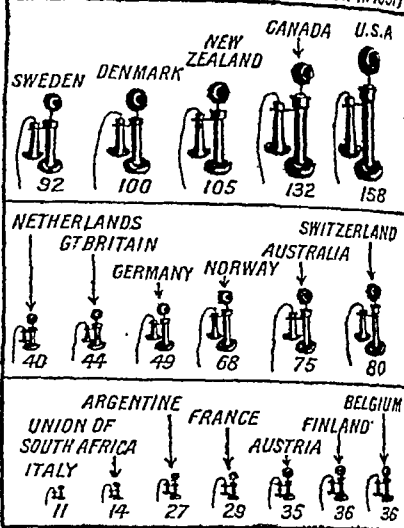 CANADA U.S.A
NEW
ZEALAND
DENMARK
SWEDEN
92 100 105 132 158
NETHERLANDS
GT BRITAIN
SWITZERLAND
AUSTRALIA
GERMANY NORWAY
40 44 49 68 75 80
ARGENTINE
BELGIUM
FRANCE
UNION OF
SOUTH AFRICA
FINLAND
AUSTRIA
ITALY
11 14 27 29 35 36 36